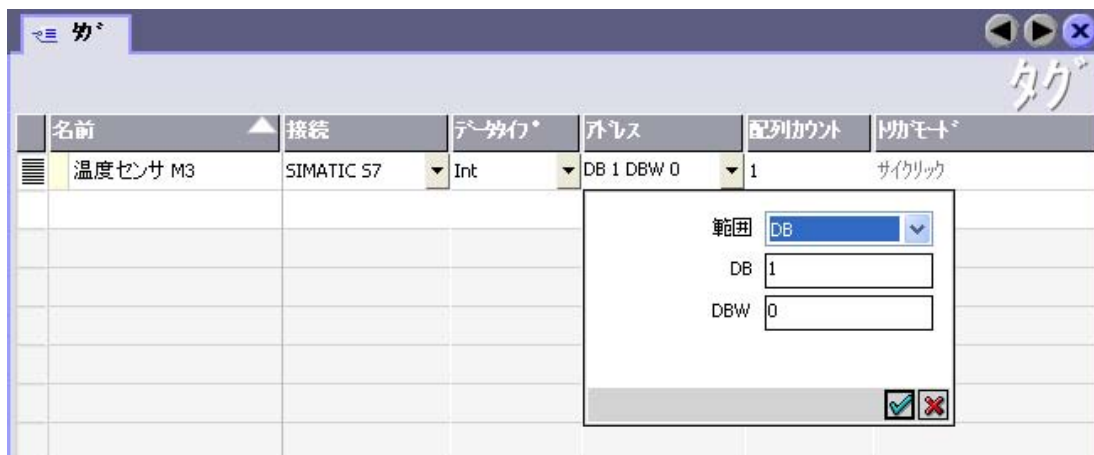 ﾀｸﾞ
タグ
名前 接続 ﾃﾞｰﾀﾀｲﾌﾟ ｱﾄﾞﾚｽ 配列ｶｳﾝﾄ ﾄﾘｶﾞﾓｰﾄﾞ
温度センサ M3 SIMATIC S7 Int DB 1 DBW 0 1 サイクリック
範囲 DB
DB 1
DBW 0